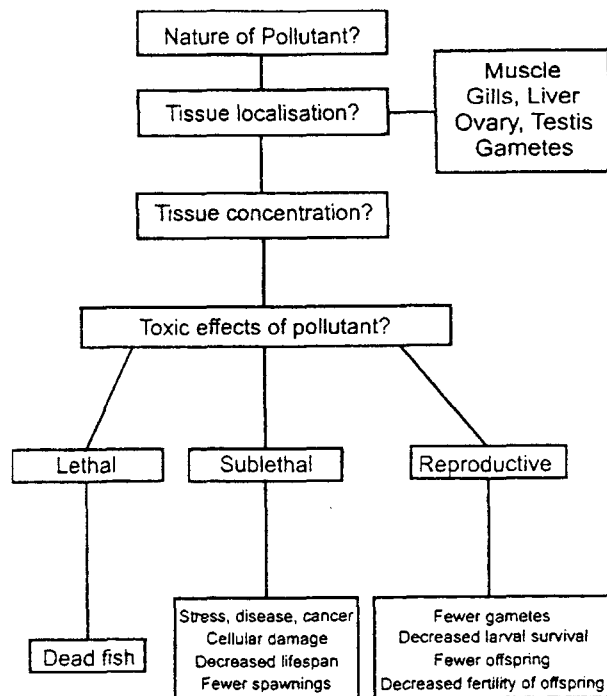 Nature of Pollutant?
Tissue localisation?
Muscle
Gills, Liver
Ovary, Testis
Gametes
Tissue concentration?
Toxic effects of pollutant?
Lethal
Sublethal
Reproductive
Dead fish
Stress, disease, cancer
Cellular damage
Decreased lifespan
Fewer spawnings
Fewer gametes
Decreased larval survival
Fewer offspring
Decreased fertility of offspring